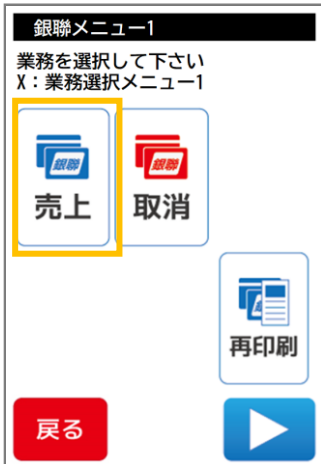 銀聯メニュー1
業務を選択して下さい
X：業務選択メニュー1
銀聯
銀聯
売上
取消
再印刷
戻る